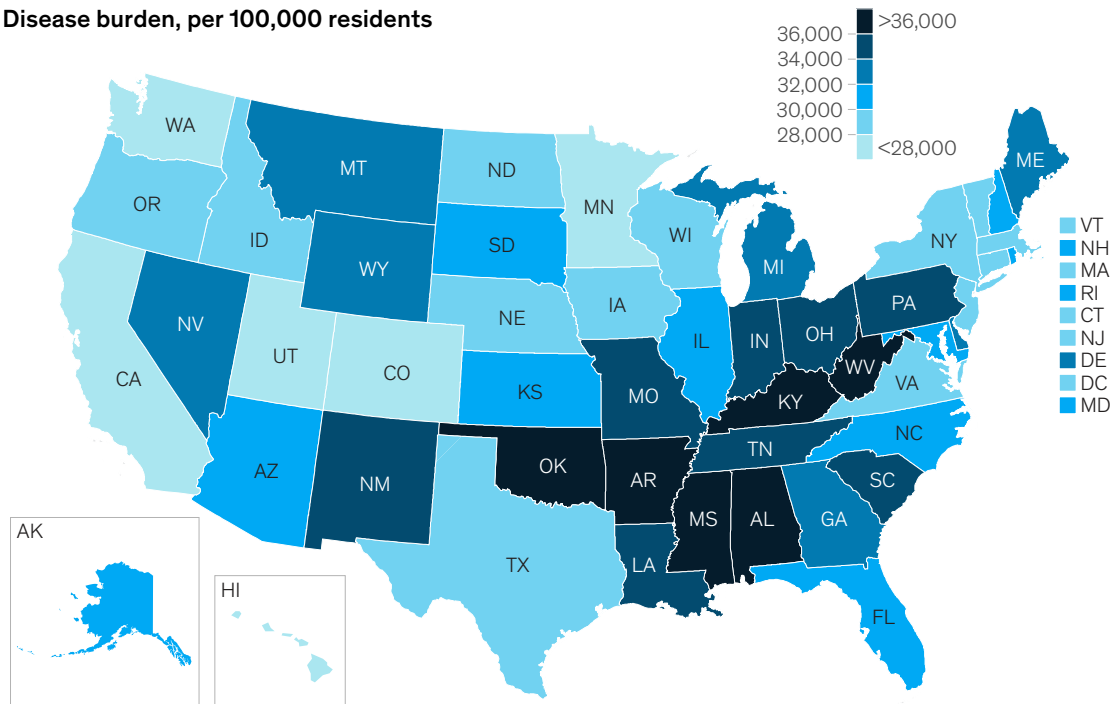 Disease burden, per 100,000 residents
>36,000
36,000
34,000
32,000
30,000
28,000
<28,000
WA
MT
ND
MN
OR
ID
SD
WI
MI
NY
ME
WY
NV
NE
IA
PA
UT
CO
IL
IN
OH
WV
VA
CA
KS
MO
KY
AZ
NM
OK
AR
TN
NC
SC
MS
AL
GA
TX
LA
FL
AK
HI
VT
NH
MA
RI
CT
NJ
DE
DC
MD